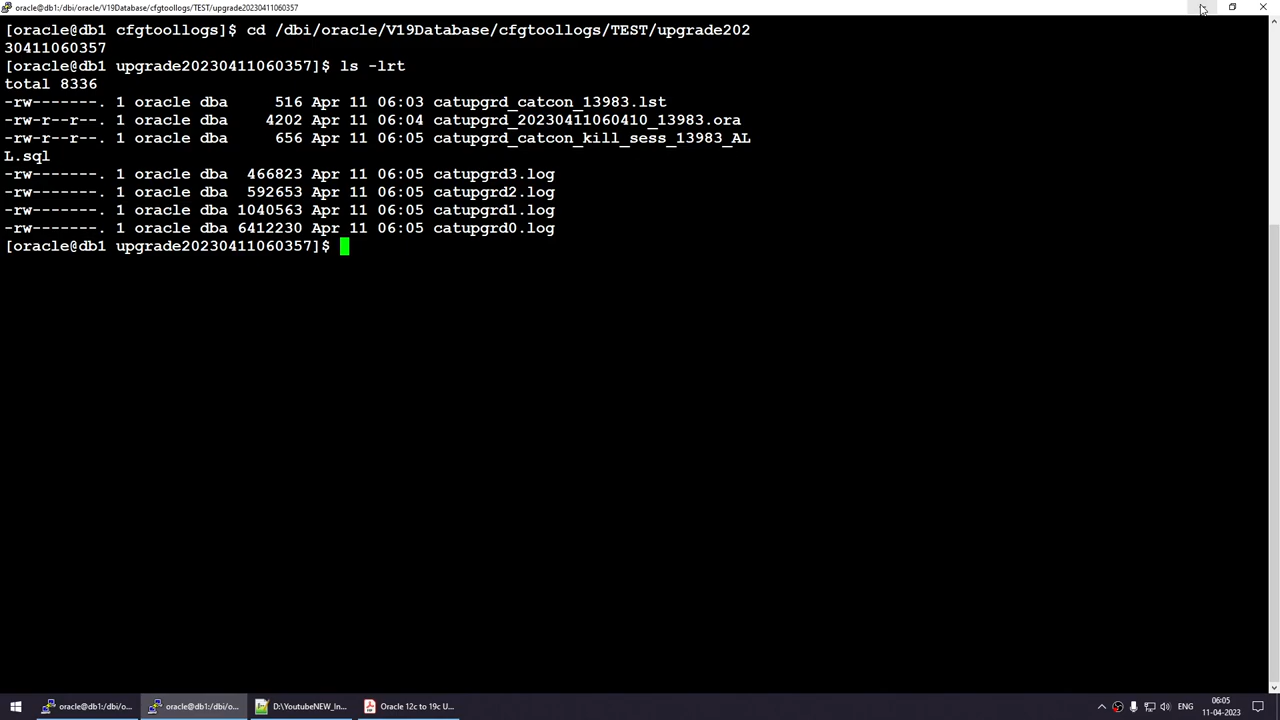 oracle@db1:/dbi/oracle/V19Database/cfgtoollogs/TEST/upgrade20230411060357
[oracle@db1 cfgtoollogs]$ cd /dbi/oracle/V19Database/cfgtoollogs/TEST/upgrade202
30411060357
[oracle@db1 upgrade20230411060357]$ ls -lrt
total 8336
-rw-------. 1 oracle dba     516 Apr 11 06:03 catupgrd_catcon_13983.lst
-rw-r--r--. 1 oracle dba    4202 Apr 11 06:04 catupgrd_20230411060410_13983.ora
-rw-r--r--. 1 oracle dba     656 Apr 11 06:05 catupgrd_catcon_kill_sess_13983_AL
L.sql
-rw-------. 1 oracle dba  466823 Apr 11 06:05 catupgrd3.log
-rw-------. 1 oracle dba  592653 Apr 11 06:05 catupgrd2.log
-rw-------. 1 oracle dba 1040563 Apr 11 06:05 catupgrd1.log
-rw-------. 1 oracle dba 6412230 Apr 11 06:05 catupgrd0.log
[oracle@db1 upgrade20230411060357]$
oracle@db1:/dbi/o... oracle@db1:/dbi/o... D:\YoutubeNEW_In... Oracle 12c to 19c U... ENG
06:05
11-04-2023